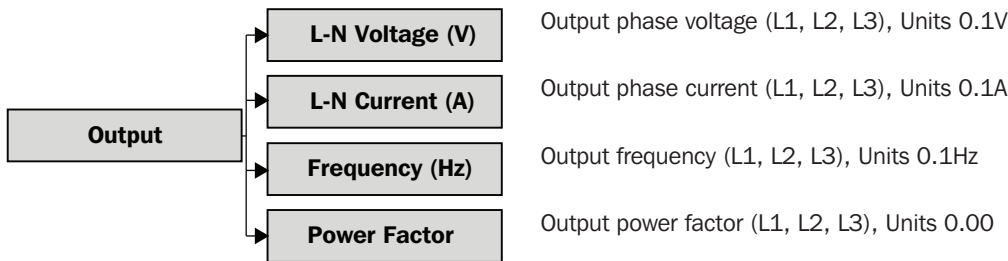 L-N Voltage (V)
Output phase voltage (L1, L2, L3), Units 0.1V
L-N Current (A)
Output phase current (L1, L2, L3), Units 0.1A
Output
Frequency (Hz)
Output frequency (L1, L2, L3), Units 0.1Hz
Power Factor
Output power factor (L1, L2, L3), Units 0.00